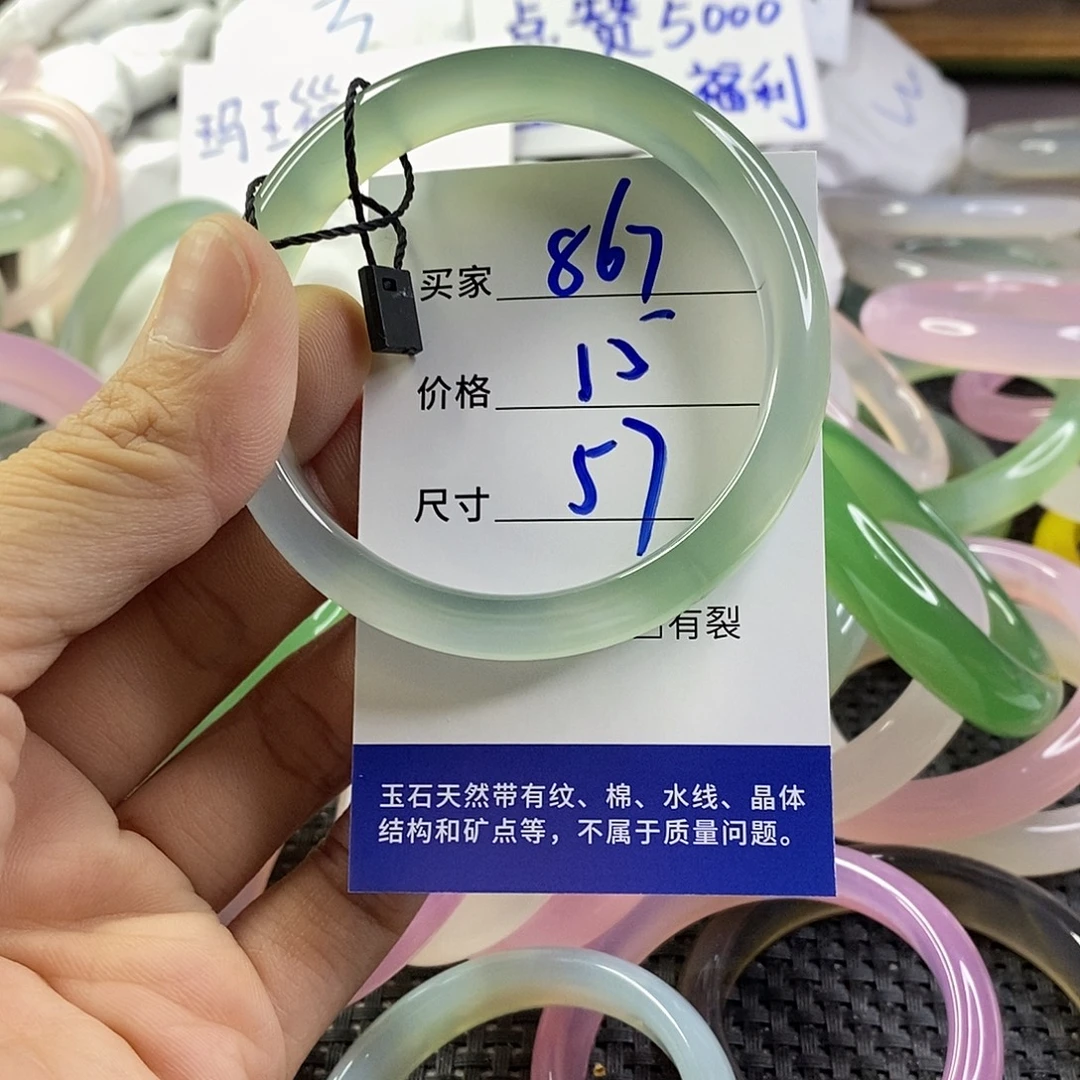 点赞5000
玛瑙
福利
买家 867
价格 15
尺寸 57
有裂
玉石天然带有纹、棉、水线、晶体
结构和矿点等，不属于质量问题。